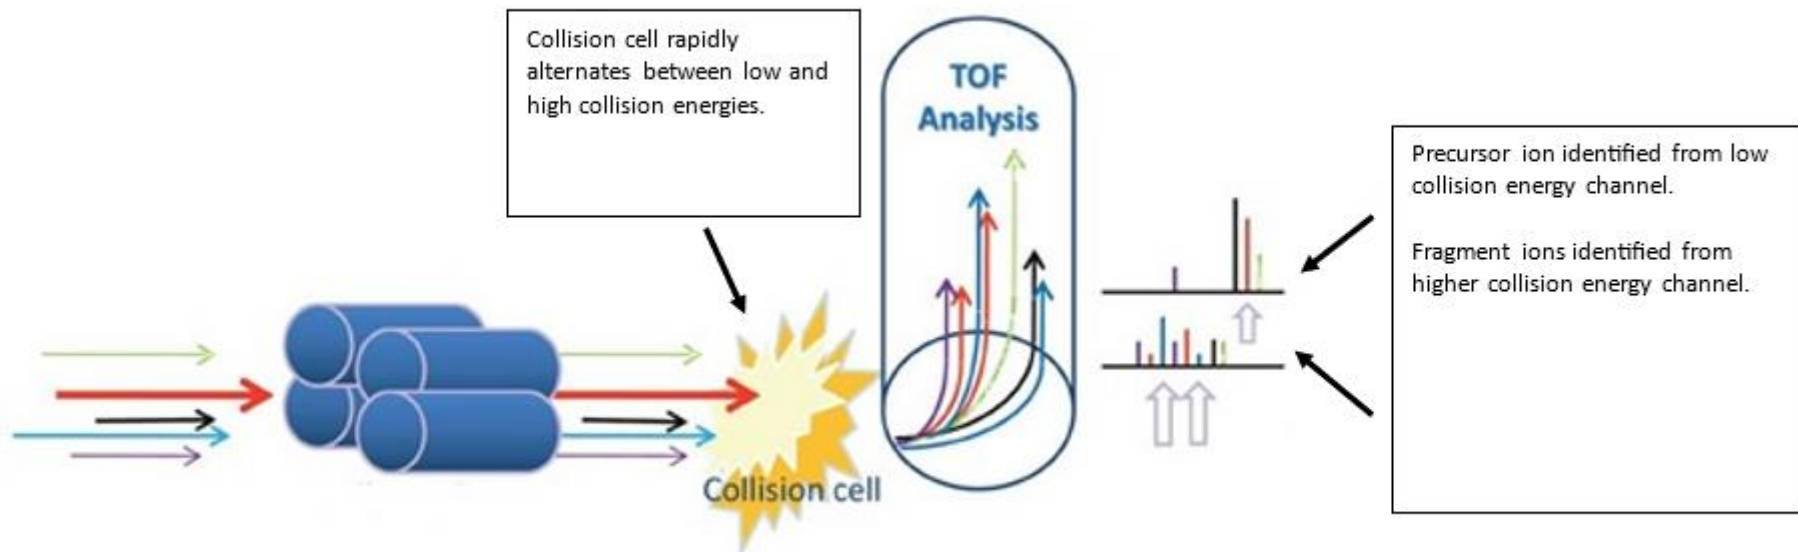 Collision cell rapidly
alternates between low and
high collision energies.
TOF
Analysis
Precursor ion identified from low
collision energy channel.
Fragment ions identified from
higher collision energy channel.
Collision cell